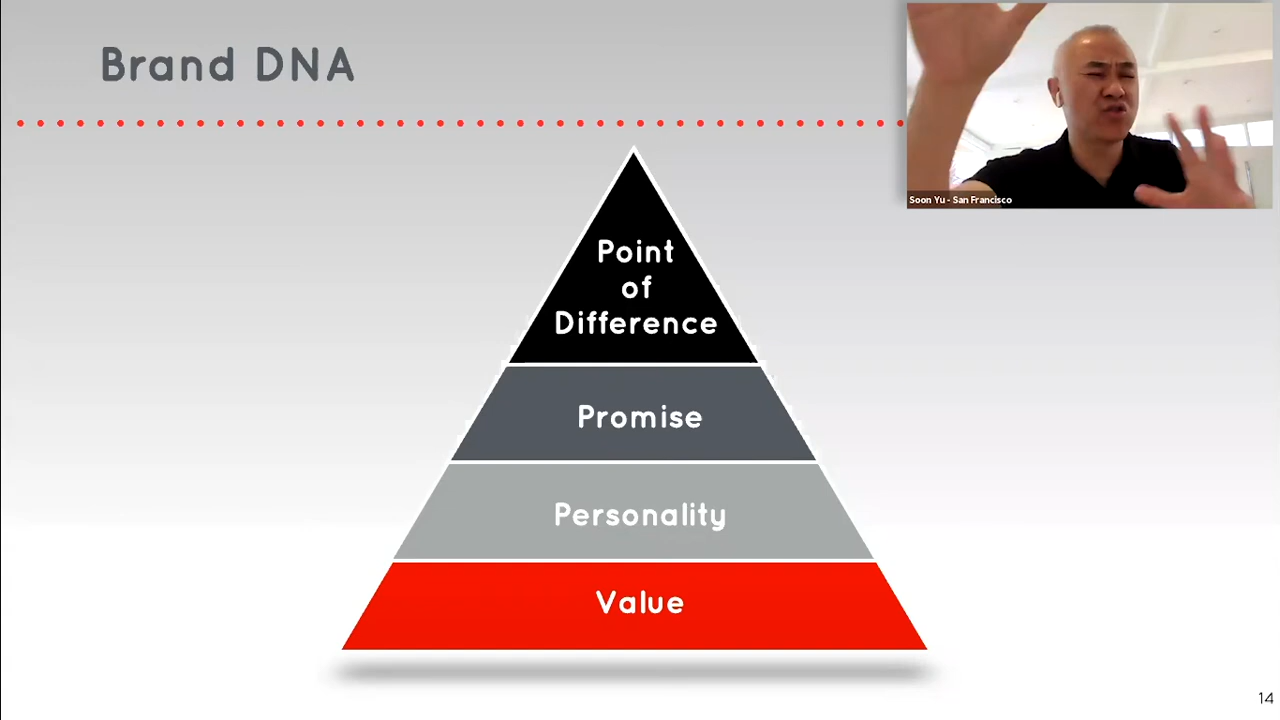 Brand DNA
Soon Yu - San Francisco
Point
of
Difference
Promise
Personality
Value
14